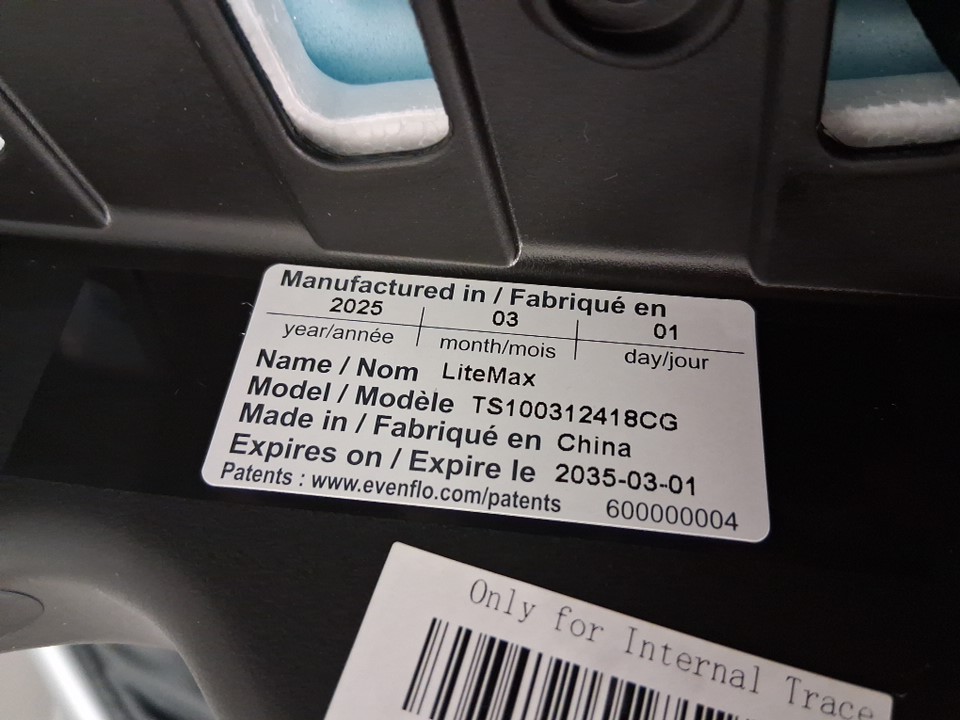 Manufactured in / Fabriqué en
2025 03 01
year/année month/mois day/jour
Name / Nom LiteMax
Model / Modèle TS100312418CG
Made in / Fabriqué en China
Expires on / Expire le 2035-03-01
Patents : www.evenflo.com/patents 600000004
Only for Internal Trace